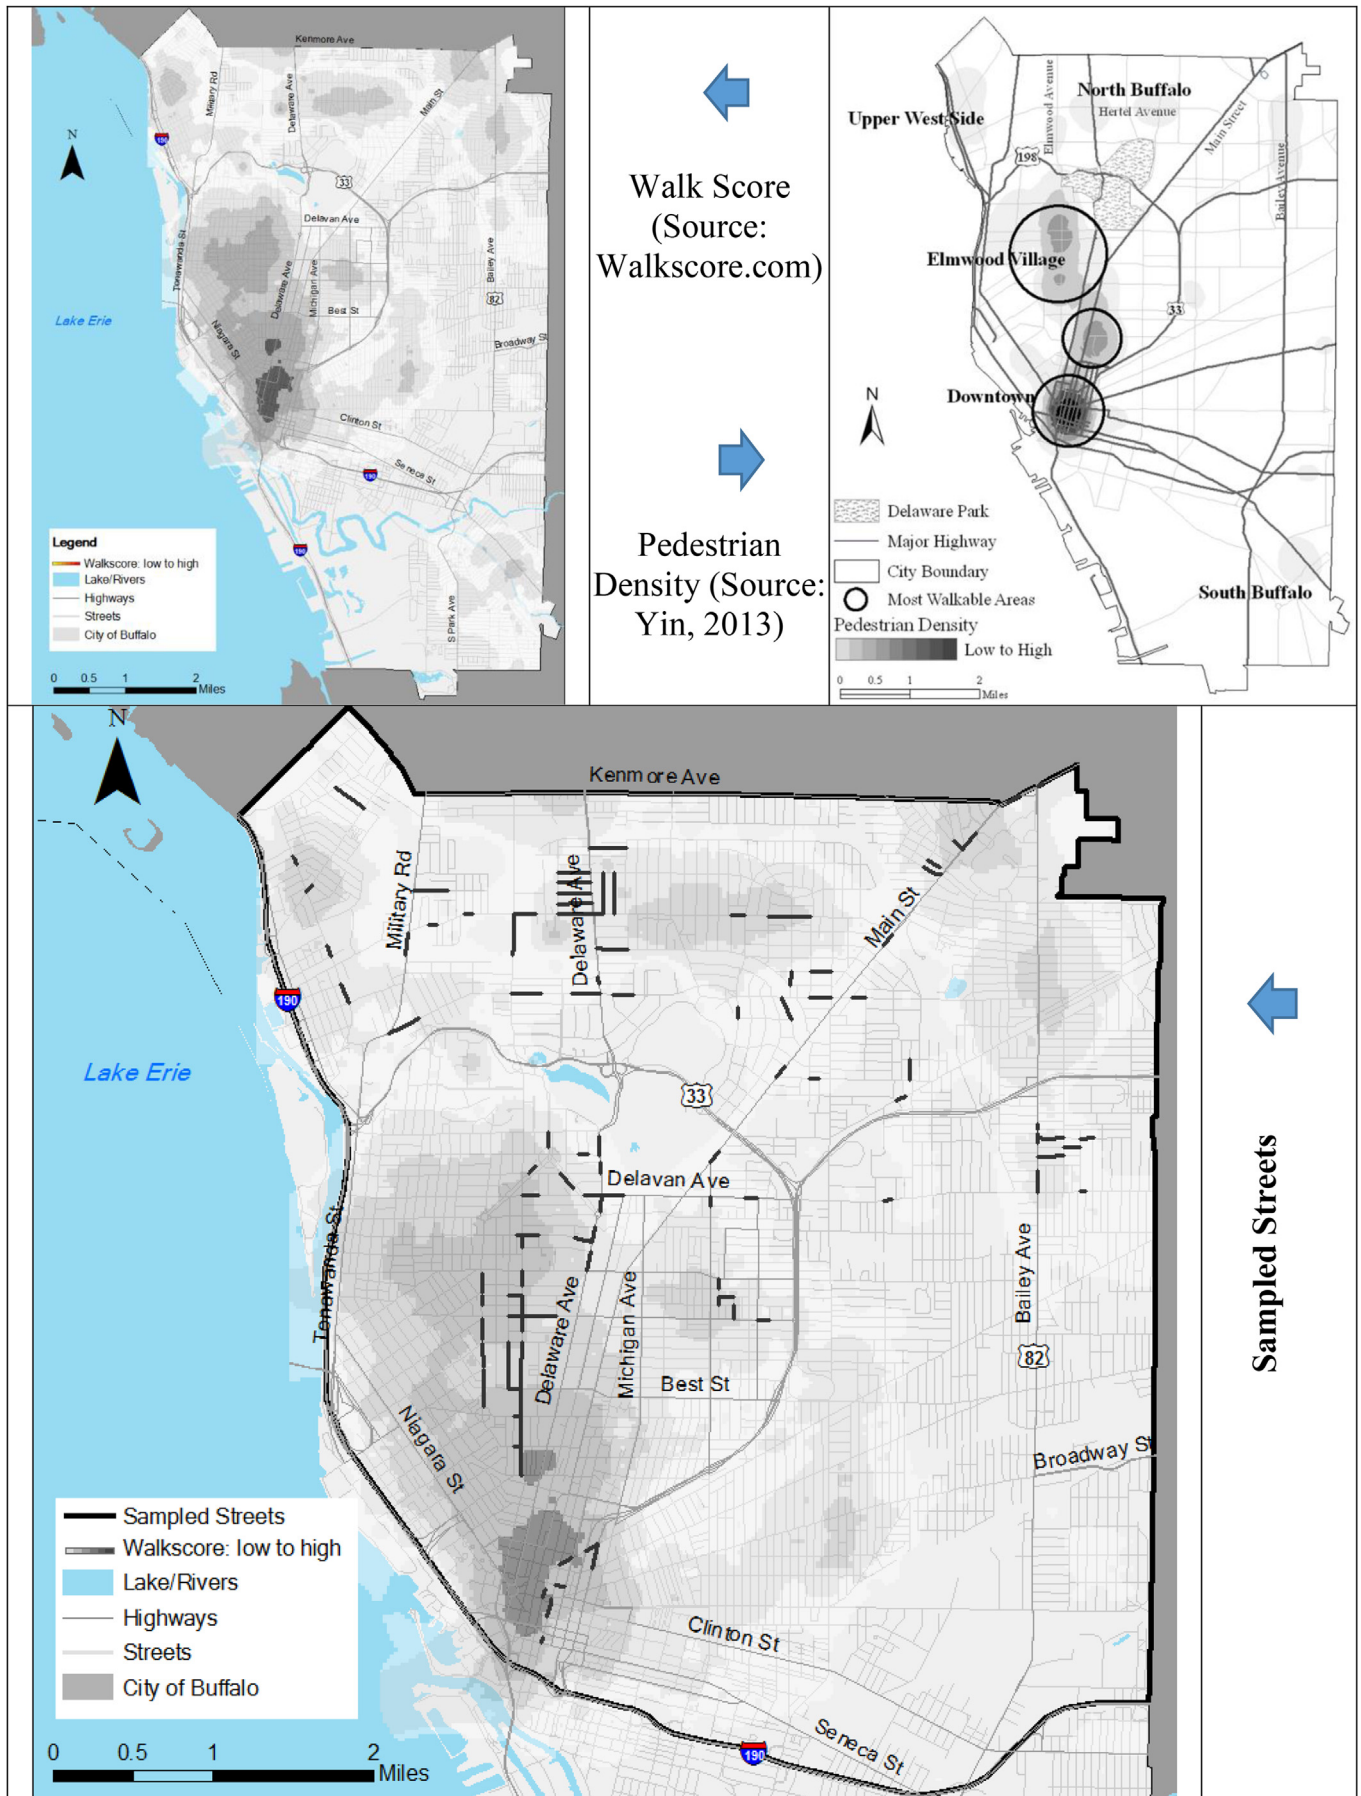 Kenmore Ave
Military Rd
Delaware Ave
Main St
N
190
33
Delavan Ave
Tonawanda St
Delaware Ave
Michigan Ave
Bailey Ave
82
Best St
Lake Erie
Niagara St
Broadway St
Clinton St
Seneca St
190
190
S Park Ave
Legend
Walkscore: low to high
Lake/Rivers
Highways
Streets
City of Buffalo
0 0.5 1 2
Miles
Walk Score
(Source:
Walkscore.com)
Pedestrian
Density (Source:
Yin, 2013)
North Buffalo
Hertel Avenue
Elmwood Avenue
Upper West Side
Main Street
198
Bailey Avenue
Elmwood Village
33
Downtown
N
Delaware Park
Major Highway
City Boundary
Most Walkable Areas
Pedestrian Density
Low to High
South Buffalo
0 0.5 1 2
Miles
N
Kenmore Ave
Military Rd
Delaware Ave
Main St
190
Lake Erie
33
Delavan Ave
Tonawanda St
Delaware Ave
Michigan Ave
Bailey Ave
82
Best St
Niagara St
Broadway St
Clinton St
Seneca St
190
Sampled Streets
Walkscore: low to high
Lake/Rivers
Highways
Streets
City of Buffalo
0 0.5 1 2
Miles
Sampled Streets